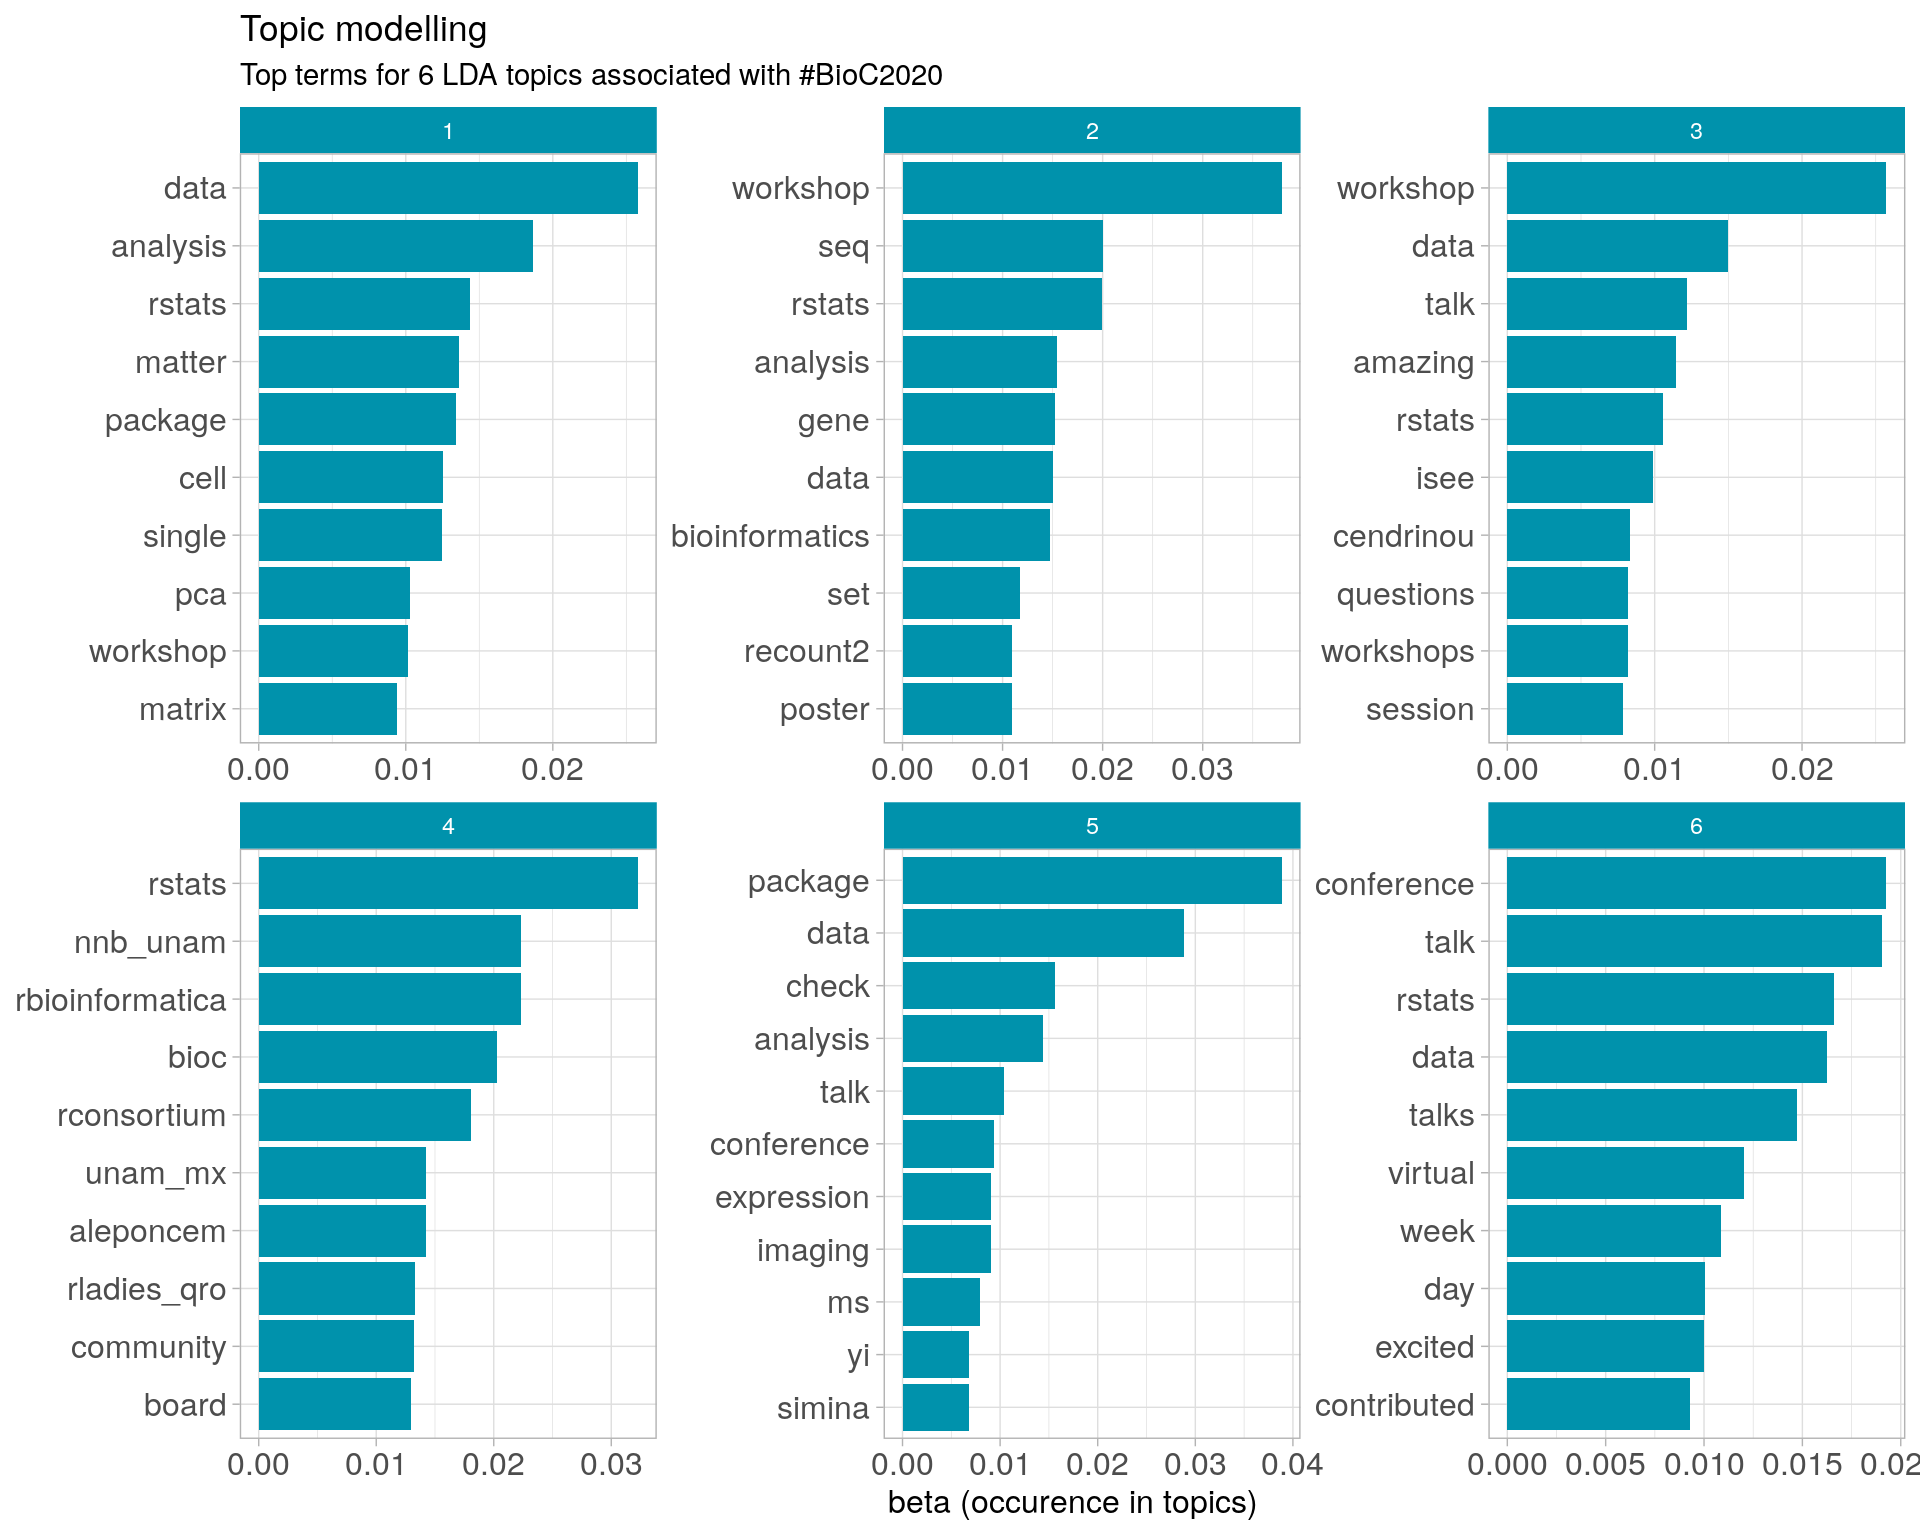 Topic modelling
Top terms for 6 LDA topics associated with #BioC2020
1
data
analysis
rstats
matter
package
cell
single
pca
workshop
matrix
0.00 0.01 0.02
2
workshop
seq
rstats
analysis
gene
data
bioinformatics
set
recount2
poster
0.00 0.01 0.02 0.03
3
workshop
data
talk
amazing
rstats
isee
cendrinou
questions
workshops
session
0.00 0.01 0.02
4
rstats
nnb_unam
rbioinformatica
bioc
rconsortium
unam_mx
aleponcem
rladies_qro
community
board
0.00 0.01 0.02 0.03
5
package
data
check
analysis
talk
conference
expression
imaging
ms
yi
simina
0.00 0.01 0.02 0.03 0.04
6
conference
talk
rstats
data
talks
virtual
week
day
excited
contributed
0.000 0.005 0.010 0.015 0.02
beta (occurence in topics)